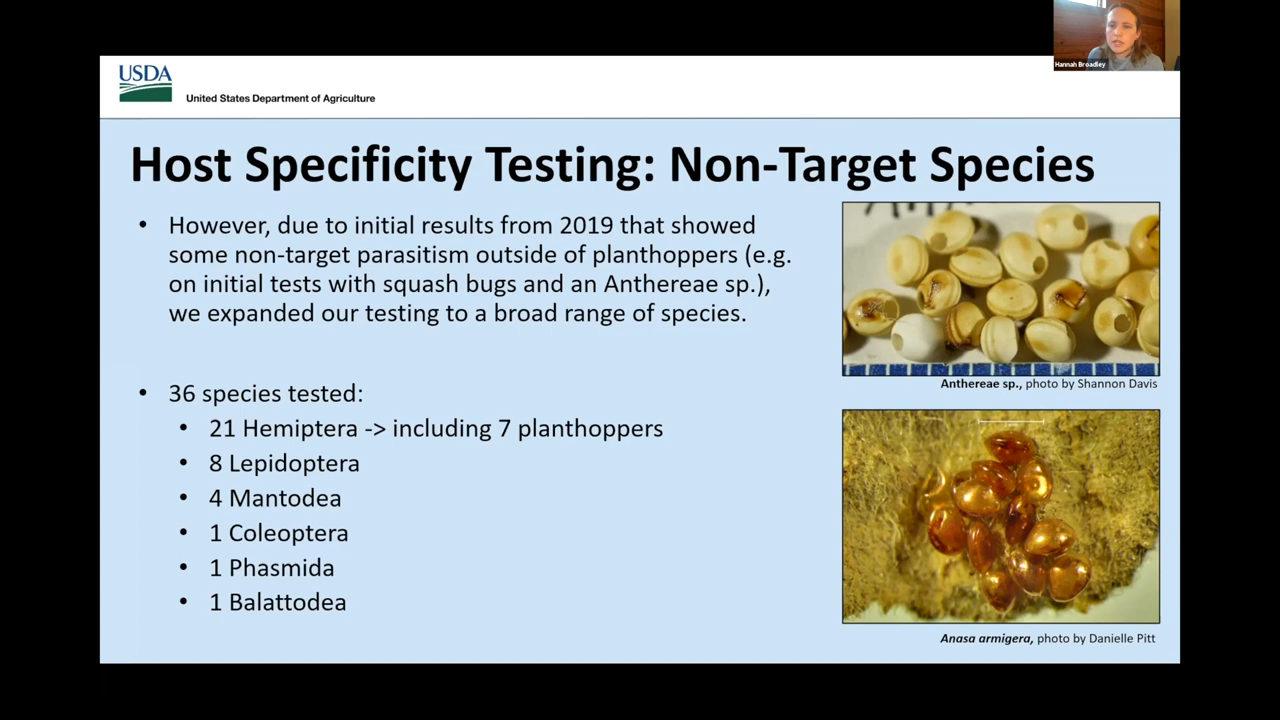 Hannah Broadley
USDA
United States Department of Agriculture
Host Specificity Testing: Non-Target Species
• However, due to initial results from 2019 that showed
some non-target parasitism outside of planthoppers (e.g.
on initial tests with squash bugs and an Anthereae sp.),
we expanded our testing to a broad range of species.
• 36 species tested:
• 21 Hemiptera -> including 7 planthoppers
• 8 Lepidoptera
• 4 Mantodea
• 1 Coleoptera
• 1 Phasmida
• 1 Balattodea
Anthereae sp., photo by Shannon Davis
Anasa armigera, photo by Danielle Pitt